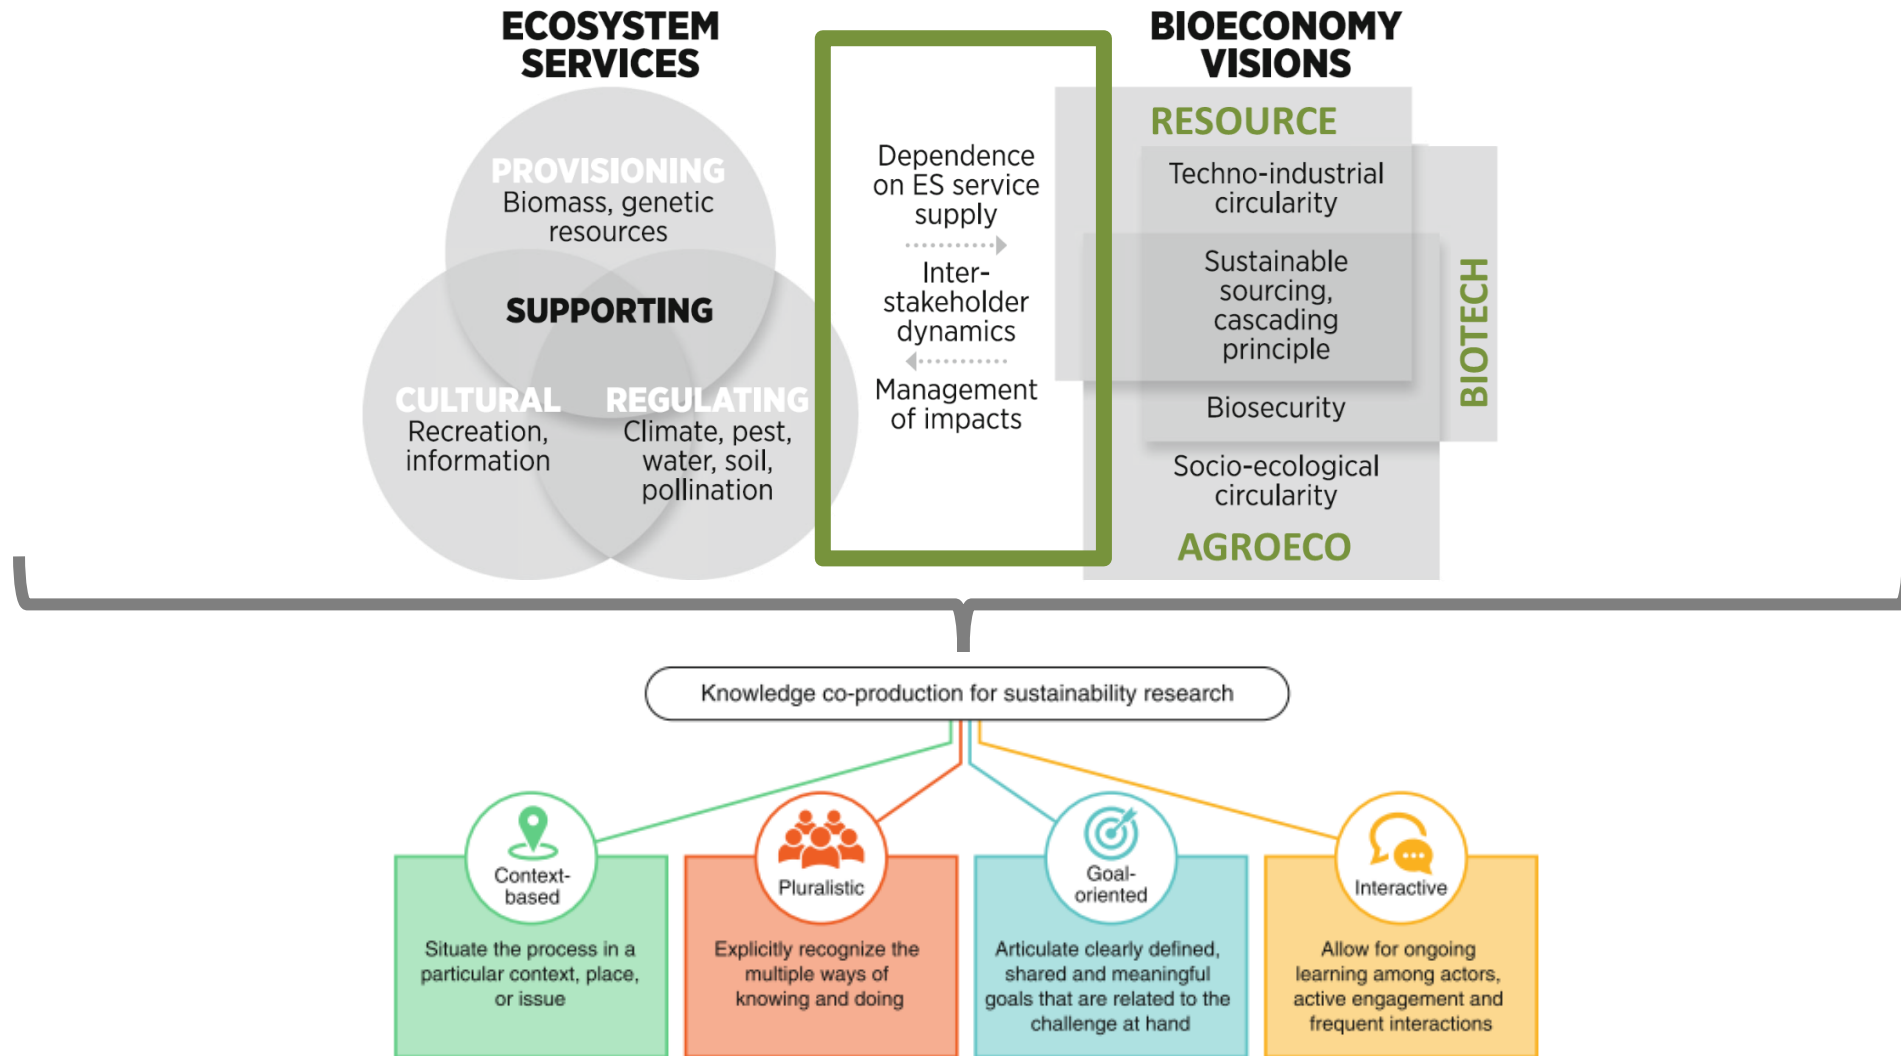 ECOSYSTEM
SERVICES
PROVISIONING
Biomass, genetic
resources
SUPPORTING
CULTURAL
Recreation,
information
REGULATING
Climate, pest,
water, soil,
pollination
Dependence
on ES service
supply
Inter-
stakeholder
dynamics
Management
of impacts
BIOECONOMY
VISIONS
RESOURCE
Techno-industrial
circularity
Sustainable
sourcing,
cascading
principle
BIOTECH
Biosecurity
Socio-ecological
circularity
AGROECO
Knowledge co-production for sustainability research
Context-
based
Situate the process in a
particular context, place,
or issue
Pluralistic
Explicitly recognize the
multiple ways of
knowing and doing
Goal-
oriented
Articulate clearly defined,
shared and meaningful
goals that are related to the
challenge at hand
Interactive
Allow for ongoing
learning among actors,
active engagement and
frequent interactions